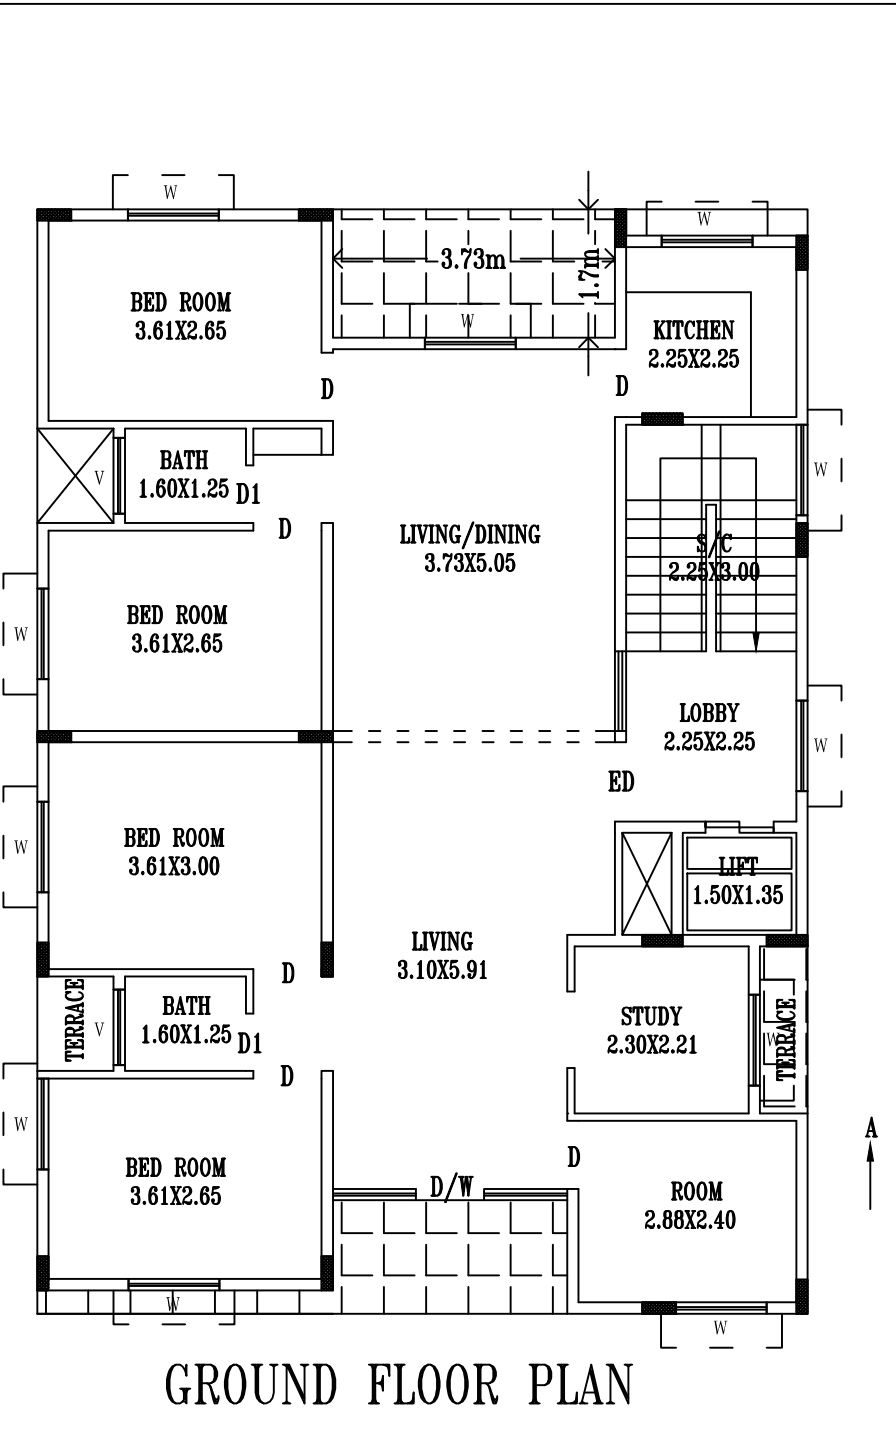 W
W
3.73m
1.7m
W
BED ROOM
3.61X2.65
KITCHEN
2.25X2.25
D
D
BATH
1.60X1.25
V
D1
W
D
LIVING/DINING
3.73X5.05
S/C
2.25X3.00
BED ROOM
3.61X2.65
W
LOBBY
2.25X2.25
W
ED
BED ROOM
3.61X3.00
W
LIFT
1.50X1.35
LIVING
3.10X5.91
D
BATH
1.60X1.25
TERRACE
V
D1
STUDY
2.30X2.21
W
TERRACE
D
W
A
BED ROOM
3.61X2.65
D
D/W
ROOM
2.88X2.40
W
W
GROUND FLOOR PLAN